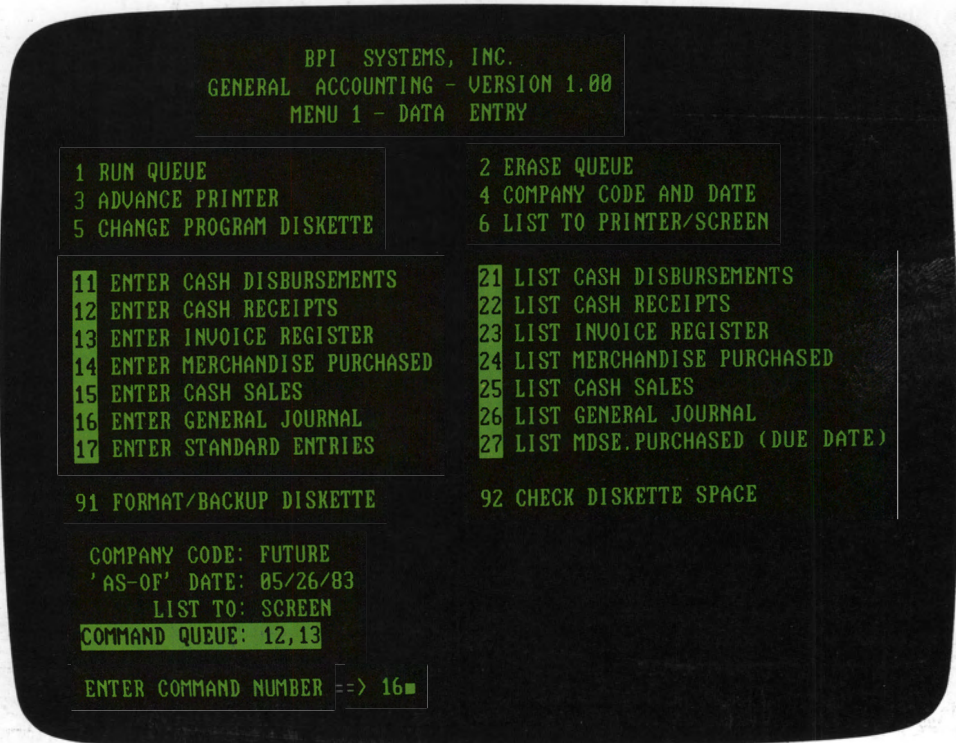 BPI SYSTEMS, INC.
GENERAL ACCOUNTING - VERSION 1.00
MENU 1 - DATA ENTRY
1 RUN QUEUE
2 ERASE QUEUE
3 ADVANCE PRINTER
4 COMPANY CODE AND DATE
5 CHANGE PROGRAM DISKETTE
6 LIST TO PRINTER/SCREEN
11 ENTER CASH DISBURSEMENTS
21 LIST CASH DISBURSEMENTS
12 ENTER CASH RECEIPTS
22 LIST CASH RECEIPTS
13 ENTER INVOICE REGISTER
23 LIST INVOICE REGISTER
14 ENTER MERCHANDISE PURCHASED
24 LIST MERCHANDISE PURCHASED
15 ENTER CASH SALES
25 LIST CASH SALES
16 ENTER GENERAL JOURNAL
26 LIST GENERAL JOURNAL
17 ENTER STANDARD ENTRIES
27 LIST MDSE.PURCHASED (DUE DATE)
91 FORMAT/BACKUP DISKETTE
92 CHECK DISKETTE SPACE
COMPANY CODE: FUTURE
'AS-OF' DATE: 05/26/83
LIST TO: SCREEN
COMMAND QUEUE: 12,13
ENTER COMMAND NUMBER ==> 16